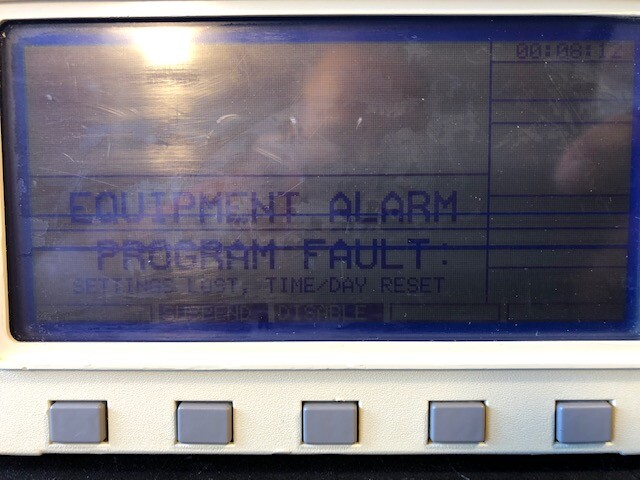 00:08:12
EQUIPMENT ALARM
PROGRAM FAULT:
SETTINGS LOST, TIME/DAY RESET
SUSPEND DISABLE